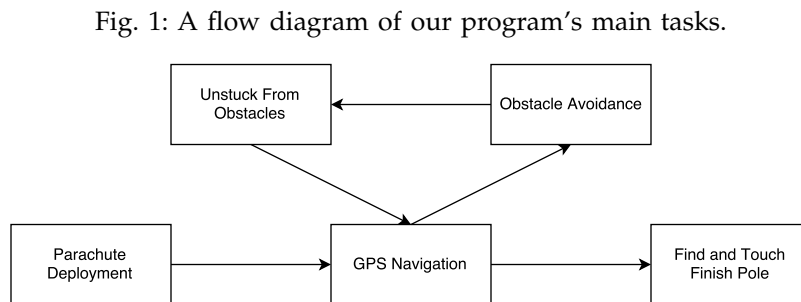 Fig. 1: A flow diagram of our program's main tasks.
Unstuck From
Obstacles
Obstacle Avoidance
Parachute
Deployment
GPS Navigation
Find and Touch
Finish Pole